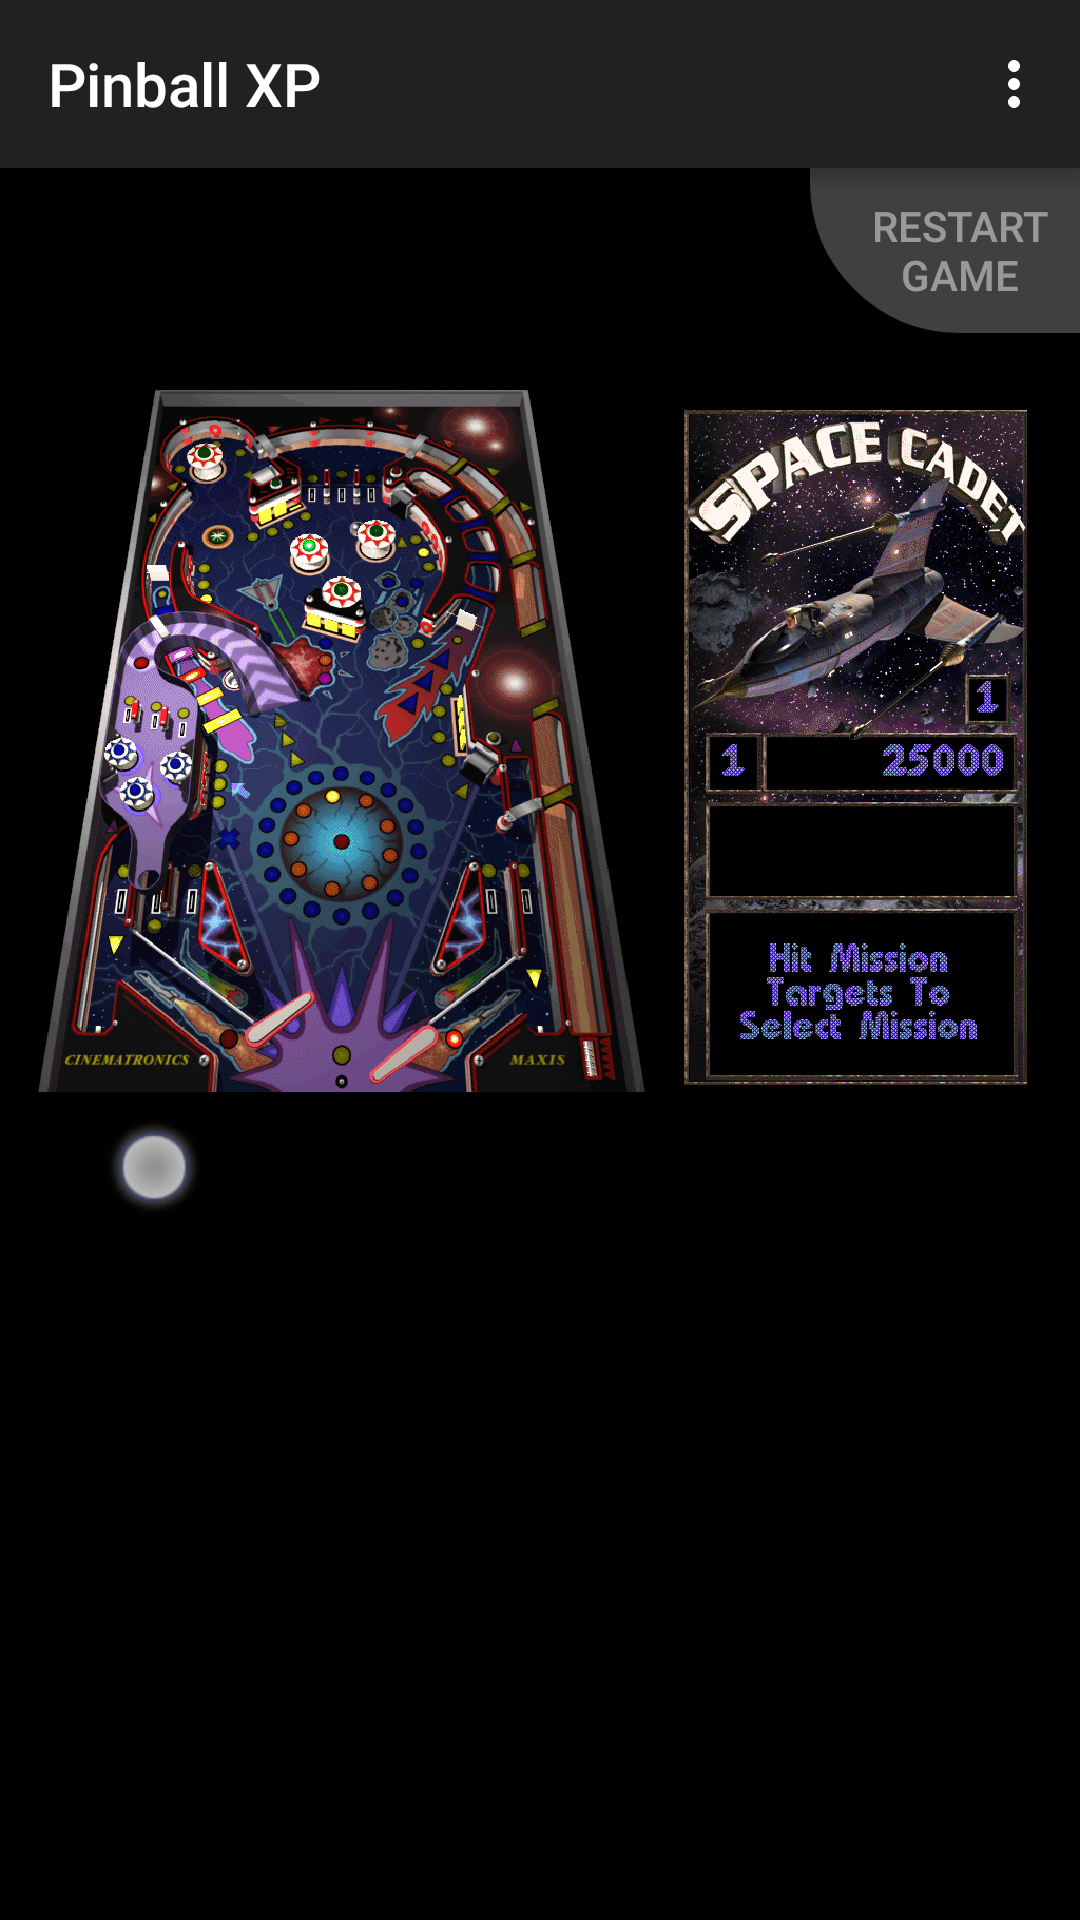 Pinball XP
RESTART
GAME
SPACE CADET
1
1 25000
Hit Mission
Targets To
Select Mission
CINEMATRONICS MAXIS